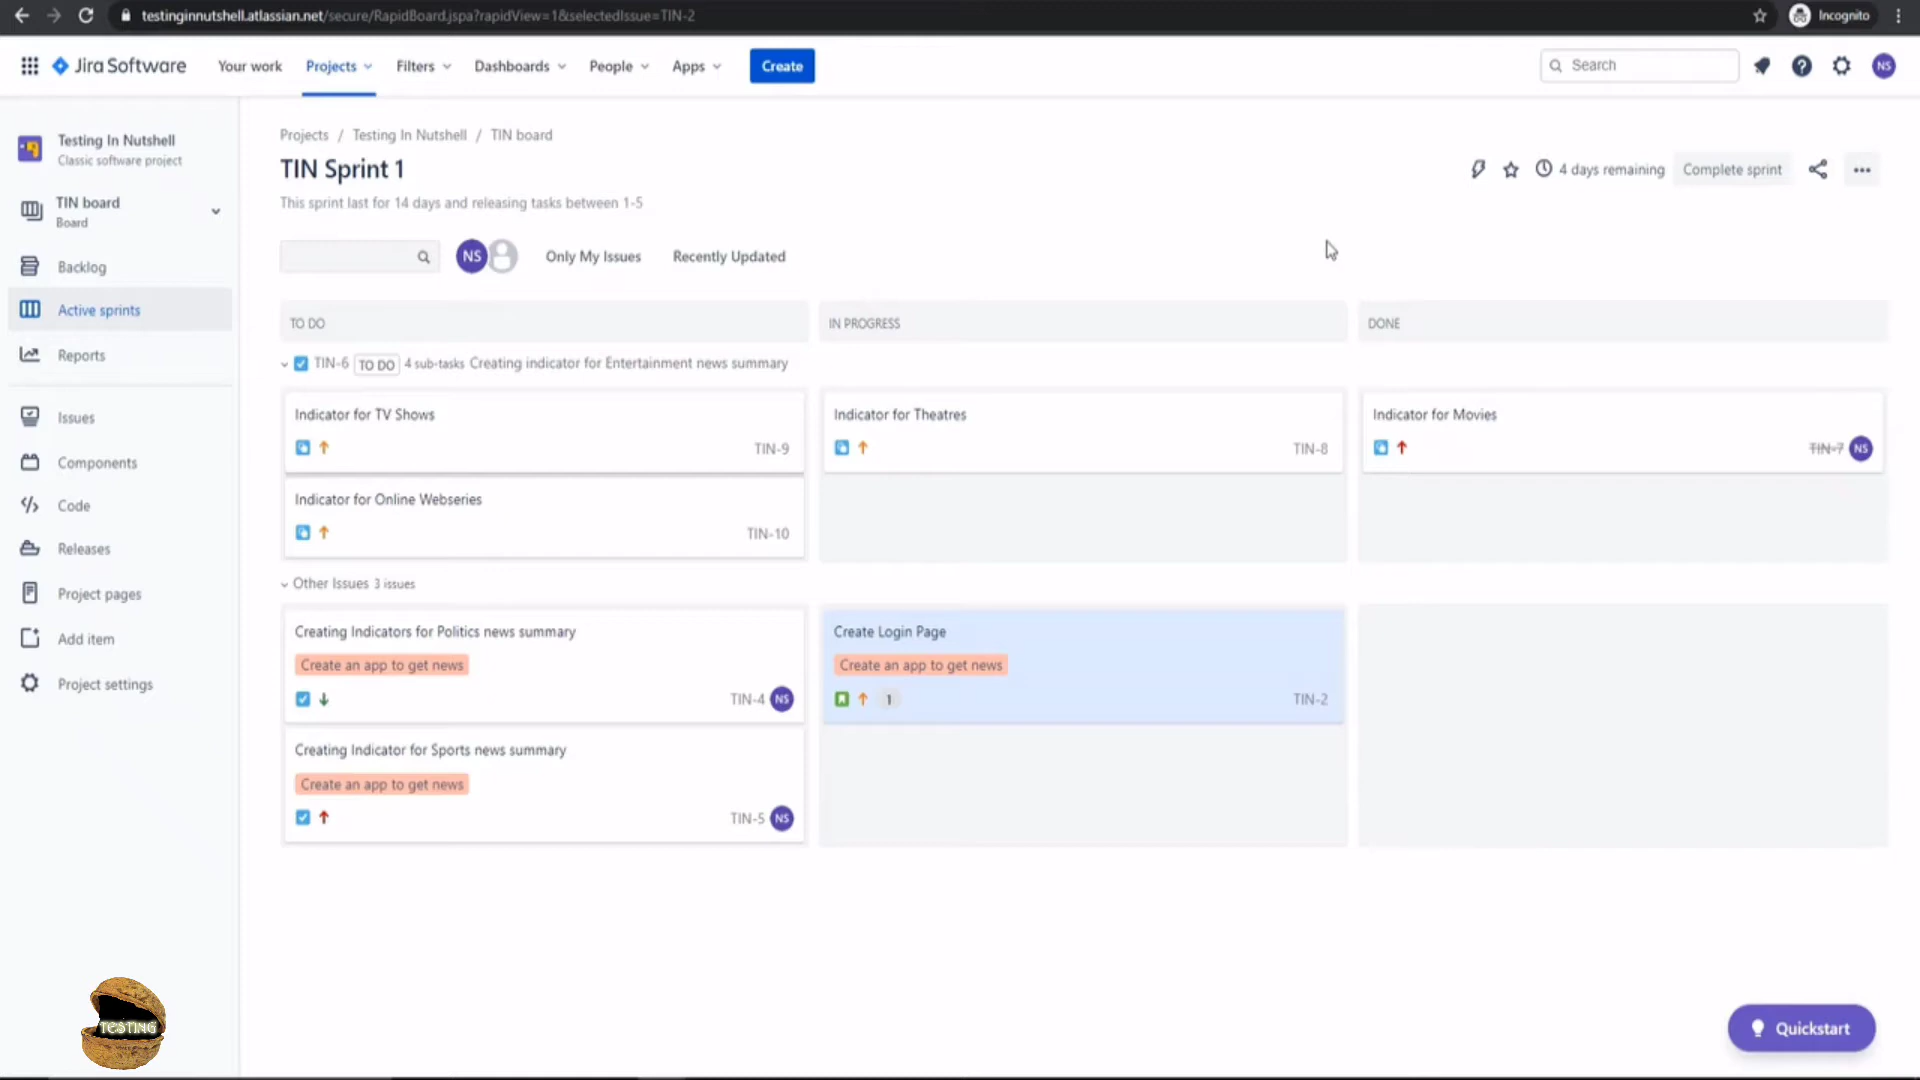 testinginnutshell.atlassian.net/secure/RapidBoard.jspa?rapidView=1&selectedIssue=TIN-2
Incognito
Jira Software
Your work
Projects
Filters
Dashboards
People
Apps
Create
Search
NS
Testing In Nutshell
Classic software project
TIN board
Board
Backlog
Active sprints
Reports
Issues
Components
Code
Releases
Project pages
Add item
Project settings
Projects / Testing In Nutshell / TIN board
TIN Sprint 1
4 days remaining
Complete sprint
This sprint last for 14 days and releasing tasks between 1-5
NS
Only My Issues
Recently Updated
TO DO
IN PROGRESS
DONE
TIN-6 TO DO 4 sub-tasks Creating indicator for Entertainment news summary
Indicator for TV Shows
TIN-9
Indicator for Theatres
TIN-8
Indicator for Movies
TIN-7 NS
Indicator for Online Webseries
TIN-10
Other Issues 3 issues
Creating Indicators for Politics news summary
Create an app to get news
TIN-4 NS
Create Login Page
Create an app to get news
1
TIN-2
Creating Indicator for Sports news summary
Create an app to get news
TIN-5 NS
TESTING
Quickstart